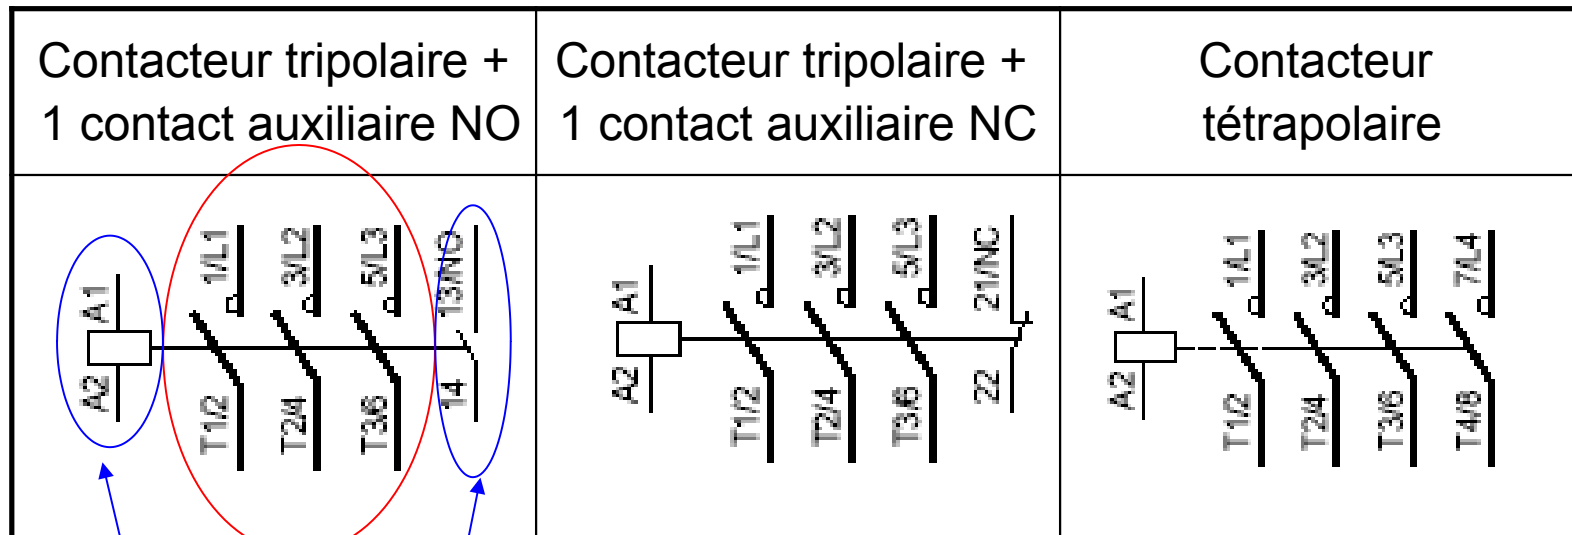 Contacteur tripolaire +
1 contact auxiliaire NO
Contacteur tripolaire +
1 contact auxiliaire NC
Contacteur
tétrapolaire
A1
1/L1
3/L2
5/L3
13/NO
A2
T1/2
T2/4
T3/6
14
A1
1/L1
3/L2
5/L3
21/NC
A2
T1/2
T2/4
T3/6
22
A1
1/L1
3/L2
5/L3
7/L4
A2
T1/2
T2/4
T3/6
T4/8